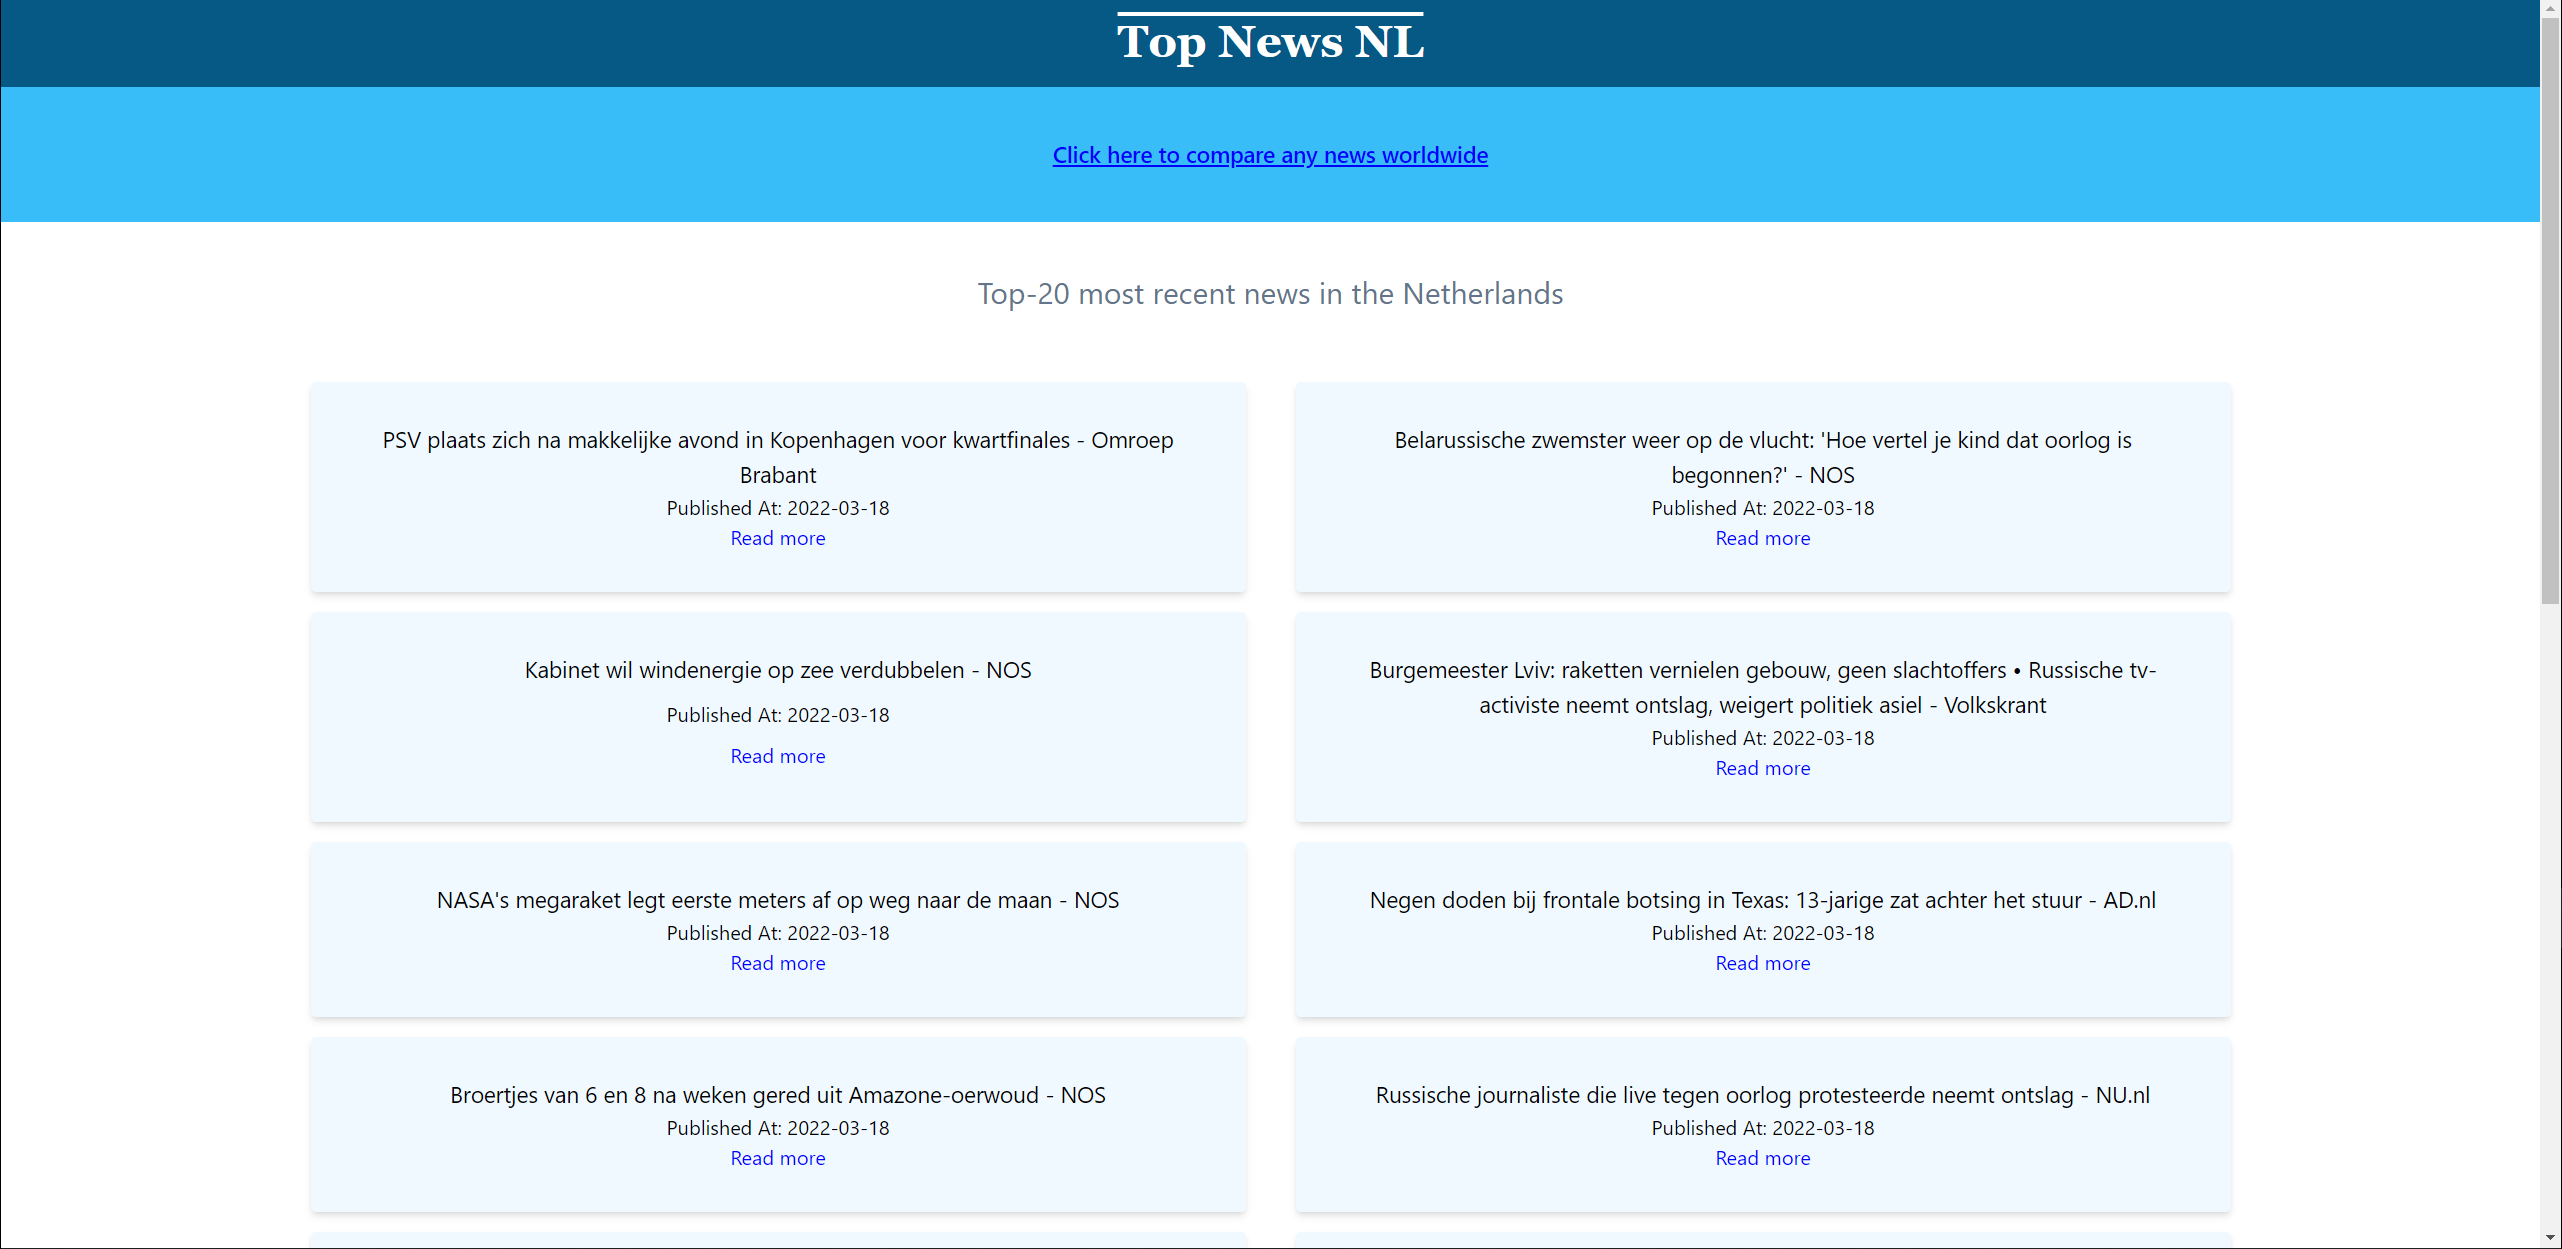 Top News NL
Click here to compare any news worldwide
Top-20 most recent news in the Netherlands
PSV plaats zich na makkelijke avond in Kopenhagen voor kwartfinales - Omroep
Brabant
Published At: 2022-03-18
Read more
Belarussische zwemster weer op de vlucht: 'Hoe vertel je kind dat oorlog is
begonnen?' - NOS
Published At: 2022-03-18
Read more
Kabinet wil windenergie op zee verdubbelen - NOS
Published At: 2022-03-18
Read more
Burgemeester Lviv: raketten vernielen gebouw, geen slachtoffers • Russische tv-
activiste neemt ontslag, weigert politiek asiel - Volkskrant
Published At: 2022-03-18
Read more
NASA's megaraket legt eerste meters af op weg naar de maan - NOS
Published At: 2022-03-18
Read more
Negen doden bij frontale botsing in Texas: 13-jarige zat achter het stuur - AD.nl
Published At: 2022-03-18
Read more
Broertjes van 6 en 8 na weken gered uit Amazone-oerwoud - NOS
Published At: 2022-03-18
Read more
Russische journaliste die live tegen oorlog protesteerde neemt ontslag - NU.nl
Published At: 2022-03-18
Read more